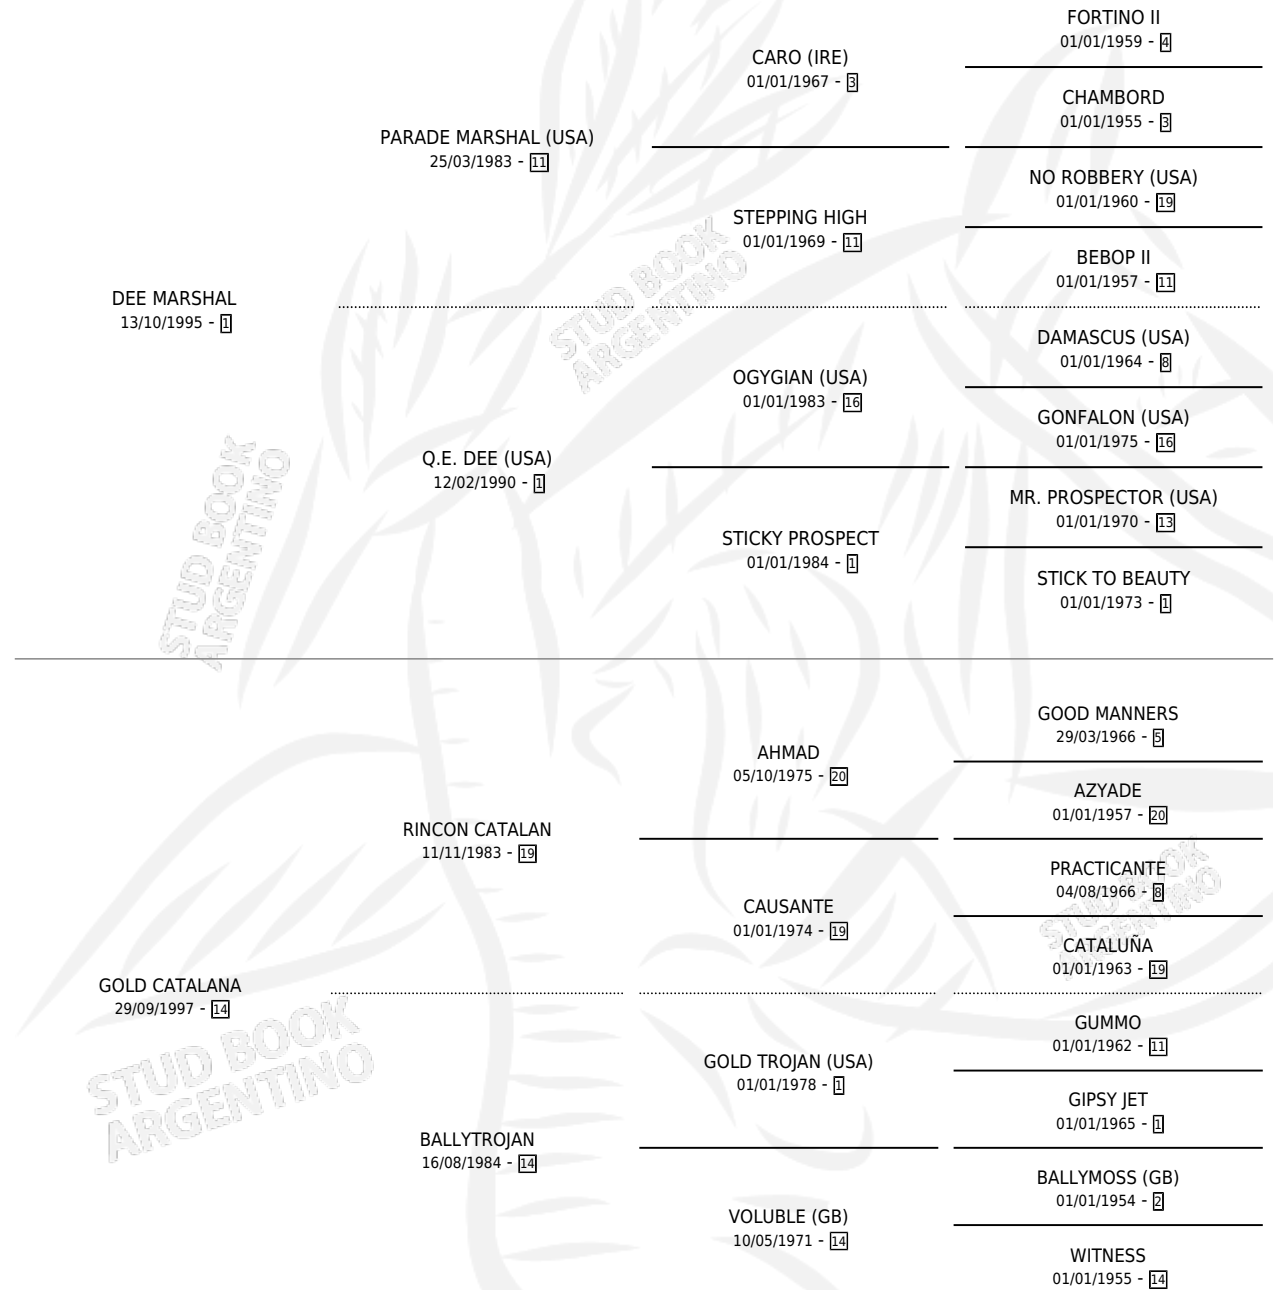 FORTINO II
01/01/1959 - 4
CARO (IRE)
01/01/1967 - 3
CHAMBORD
01/01/1955 - 3
PARADE MARSHAL (USA)
25/03/1983 - 11
NO ROBBERY (USA)
01/01/1960 - 19
STEPPING HIGH
01/01/1969 - 11
BEBOP II
01/01/1957 - 11
DEE MARSHAL
13/10/1995 - 1
DAMASCUS (USA)
01/01/1964 - 8
OGYGIAN (USA)
01/01/1983 - 16
GONFALON (USA)
01/01/1975 - 16
Q.E. DEE (USA)
12/02/1990 - 1
MR. PROSPECTOR (USA)
01/01/1970 - 13
STICKY PROSPECT
01/01/1984 - 1
STICK TO BEAUTY
01/01/1973 - 1
STUD BOOK
ARGENTINO
STUD BOOK
ARGENTINO
GOOD MANNERS
29/03/1966 - 5
AHMAD
05/10/1975 - 20
AZYADE
01/01/1957 - 20
RINCON CATALAN
11/11/1983 - 19
PRACTICANTE
04/08/1966 - 8
CAUSANTE
01/01/1974 - 19
CATALUÑA
01/01/1963 - 19
STUD BOOK
ARGENTINO
GOLD CATALANA
29/09/1997 - 14
GUMMO
01/01/1962 - 11
GOLD TROJAN (USA)
01/01/1978 - 1
GIPSY JET
01/01/1965 - 1
BALLYTROJAN
16/08/1984 - 14
BALLYMOSS (GB)
01/01/1954 - 2
VOLUBLE (GB)
10/05/1971 - 14
WITNESS
01/01/1955 - 14
STUD BOOK
ARGENTINO